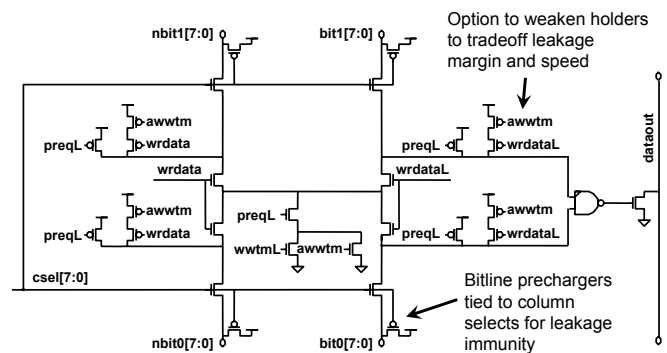 nbit1[7:0]
bit1[7:0]
Option to weaken holders
to tradeoff leakage
margin and speed
awwtm
awwtm
preqL
wrdata
preqL
wrdataL
dataout
wrdata
wrdataL
preqL
awwtm
awwtm
preqL
wrdata
wwtmL
awwtm
preqL
wrdataL
csel[7:0]
Bitline prechargers
tied to column
selects for leakage
immunity
nbit0[7:0]
bit0[7:0]